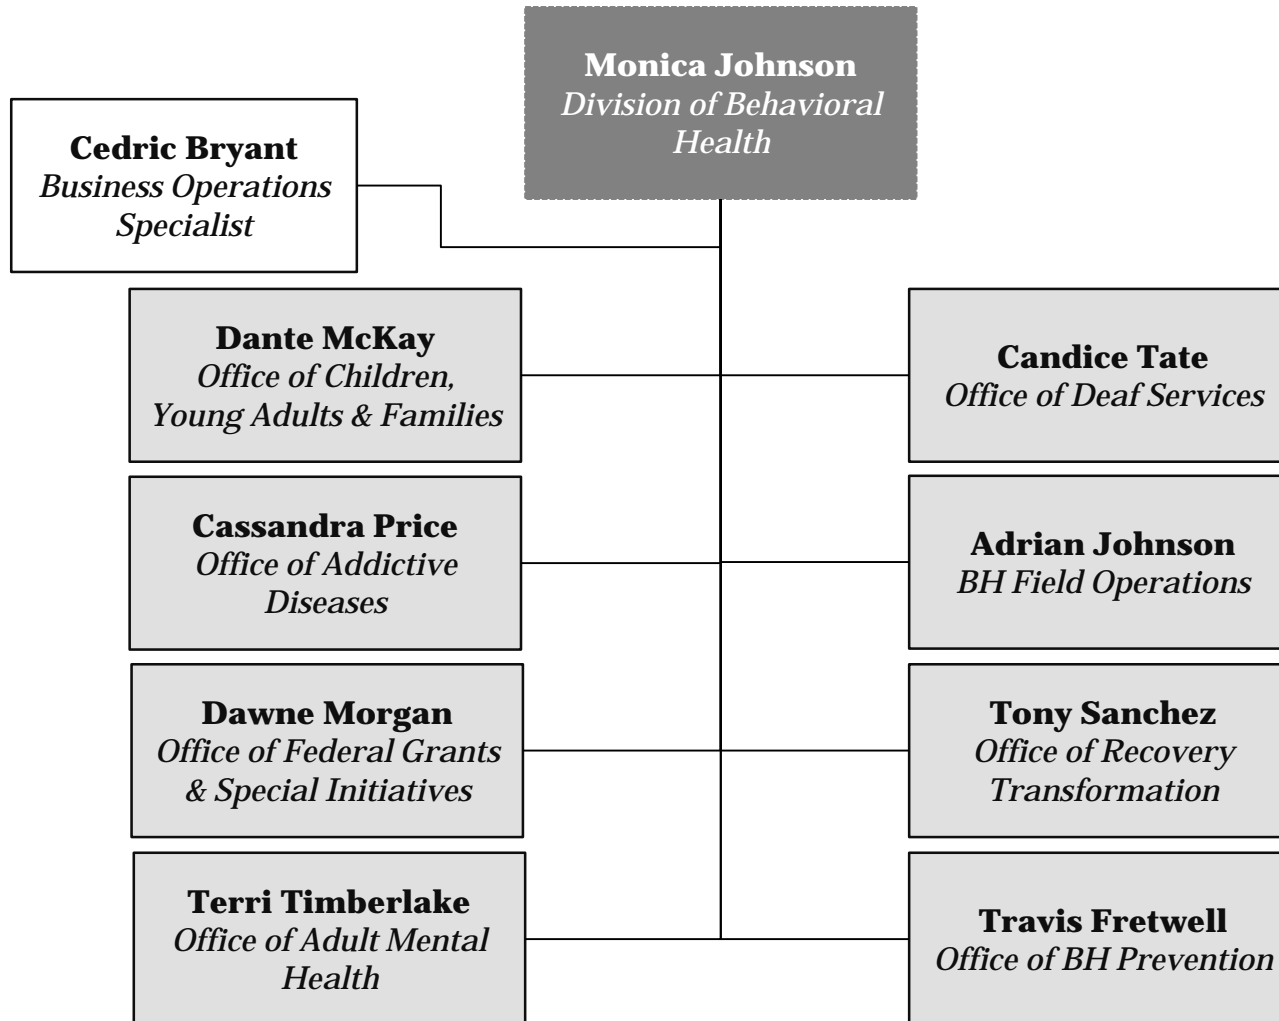 Monica Johnson
Division of Behavioral
Health
Cedric Bryant
Business Operations
Specialist
Dante McKay
Office of Children,
Young Adults & Families
Candice Tate
Office of Deaf Services
Cassandra Price
Office of Addictive
Diseases
Adrian Johnson
BH Field Operations
Dawne Morgan
Office of Federal Grants
& Special Initiatives
Tony Sanchez
Office of Recovery
Transformation
Terri Timberlake
Office of Adult Mental
Health
Travis Fretwell
Office of BH Prevention